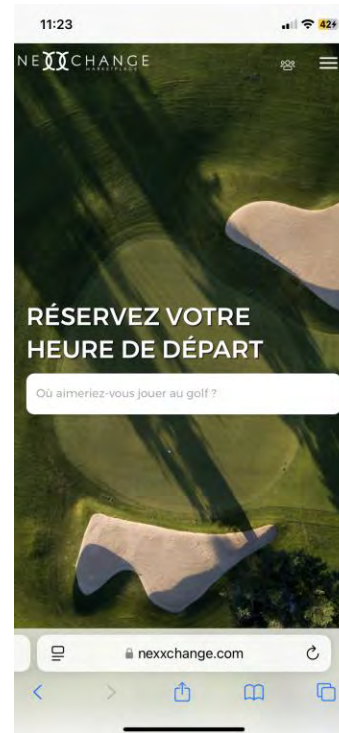 11:23
42
NEXXCHANGE
MARKETPLACE
RÉSERVEZ VOTRE
HEURE DE DÉPART
Où aimeriez-vous jouer au golf ?
nexxchange.com